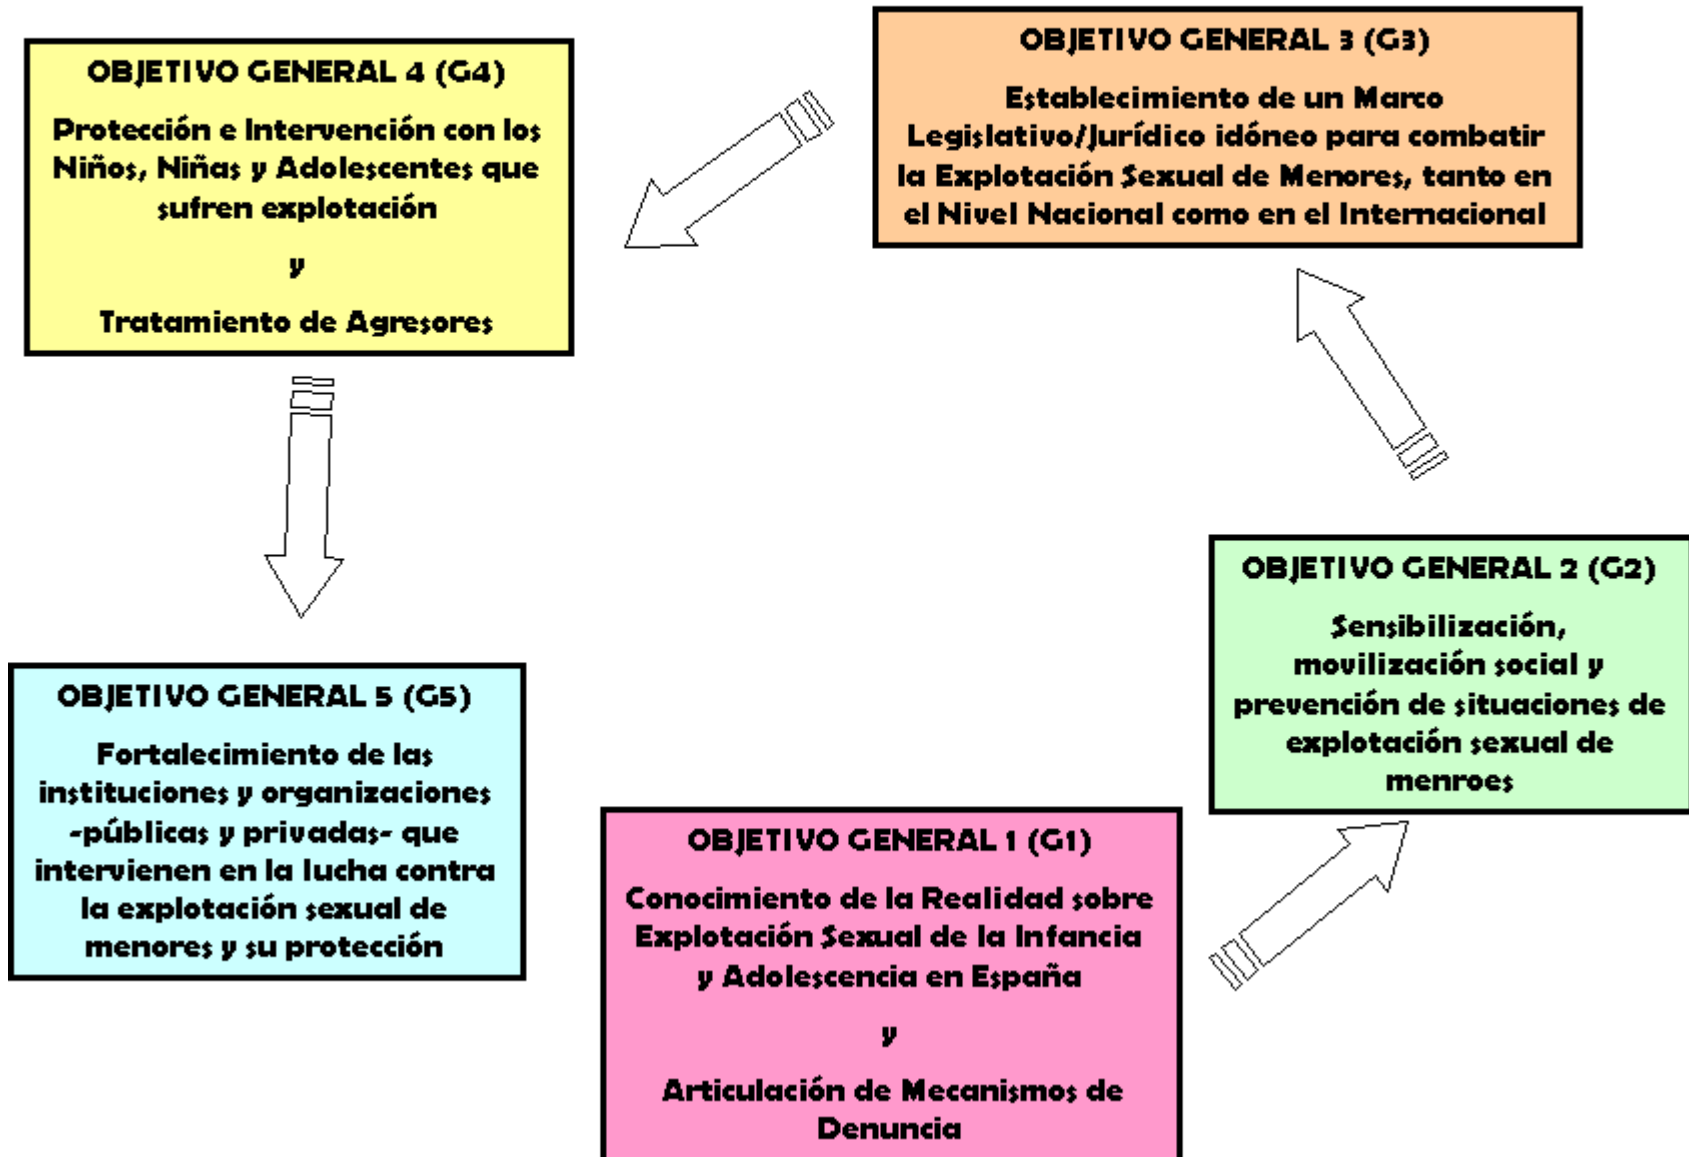 OBJETIVO GENERAL 4 (G4)
Protección e Intervención con los
Niños, Niñas y Adolescentes que
sufren explotación
y
Tratamiento de Agresores
OBJETIVO GENERAL 3 (G3)
Establecimiento de un Marco
Legislativo/Jurídico idóneo para combatir
la Explotación Sexual de Menores, tanto en
el Nivel Nacional como en el Internacional
OBJETIVO GENERAL 2 (G2)
Sensibilización,
movilización social y
prevención de situaciones de
explotación sexual de
menroes
OBJETIVO GENERAL 5 (G5)
Fortalecimiento de las
instituciones y organizaciones
-públicas y privadas- que
intervienen en la lucha contra
la explotación sexual de
menores y su protección
OBJETIVO GENERAL 1 (G1)
Conocimiento de la Realidad sobre
Explotación Sexual de la Infancia
y Adolescencia en España
y
Articulación de Mecanismos de
Denuncia